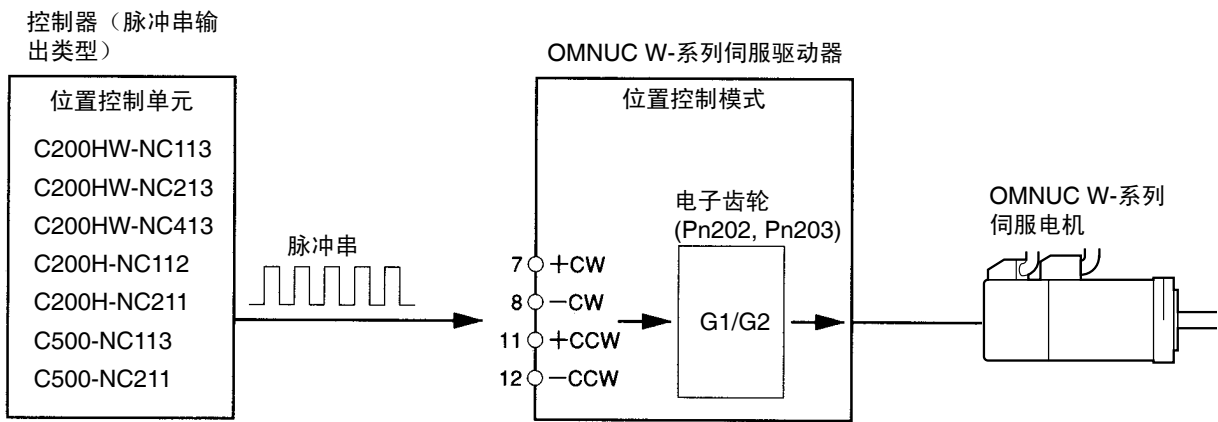 控制器（脉冲串输
出类型）
位置控制单元
C200HW-NC113
C200HW-NC213
C200HW-NC413
C200H-NC112
C200H-NC211
C500-NC113
C500-NC211
脉冲串
OMNUC W-系列伺服驱动器
位置控制模式
电子齿轮
(Pn202, Pn203)
7 +CW
8 −CW
11 +CCW
12 −CCW
G1/G2
OMNUC W-系列
伺服电机